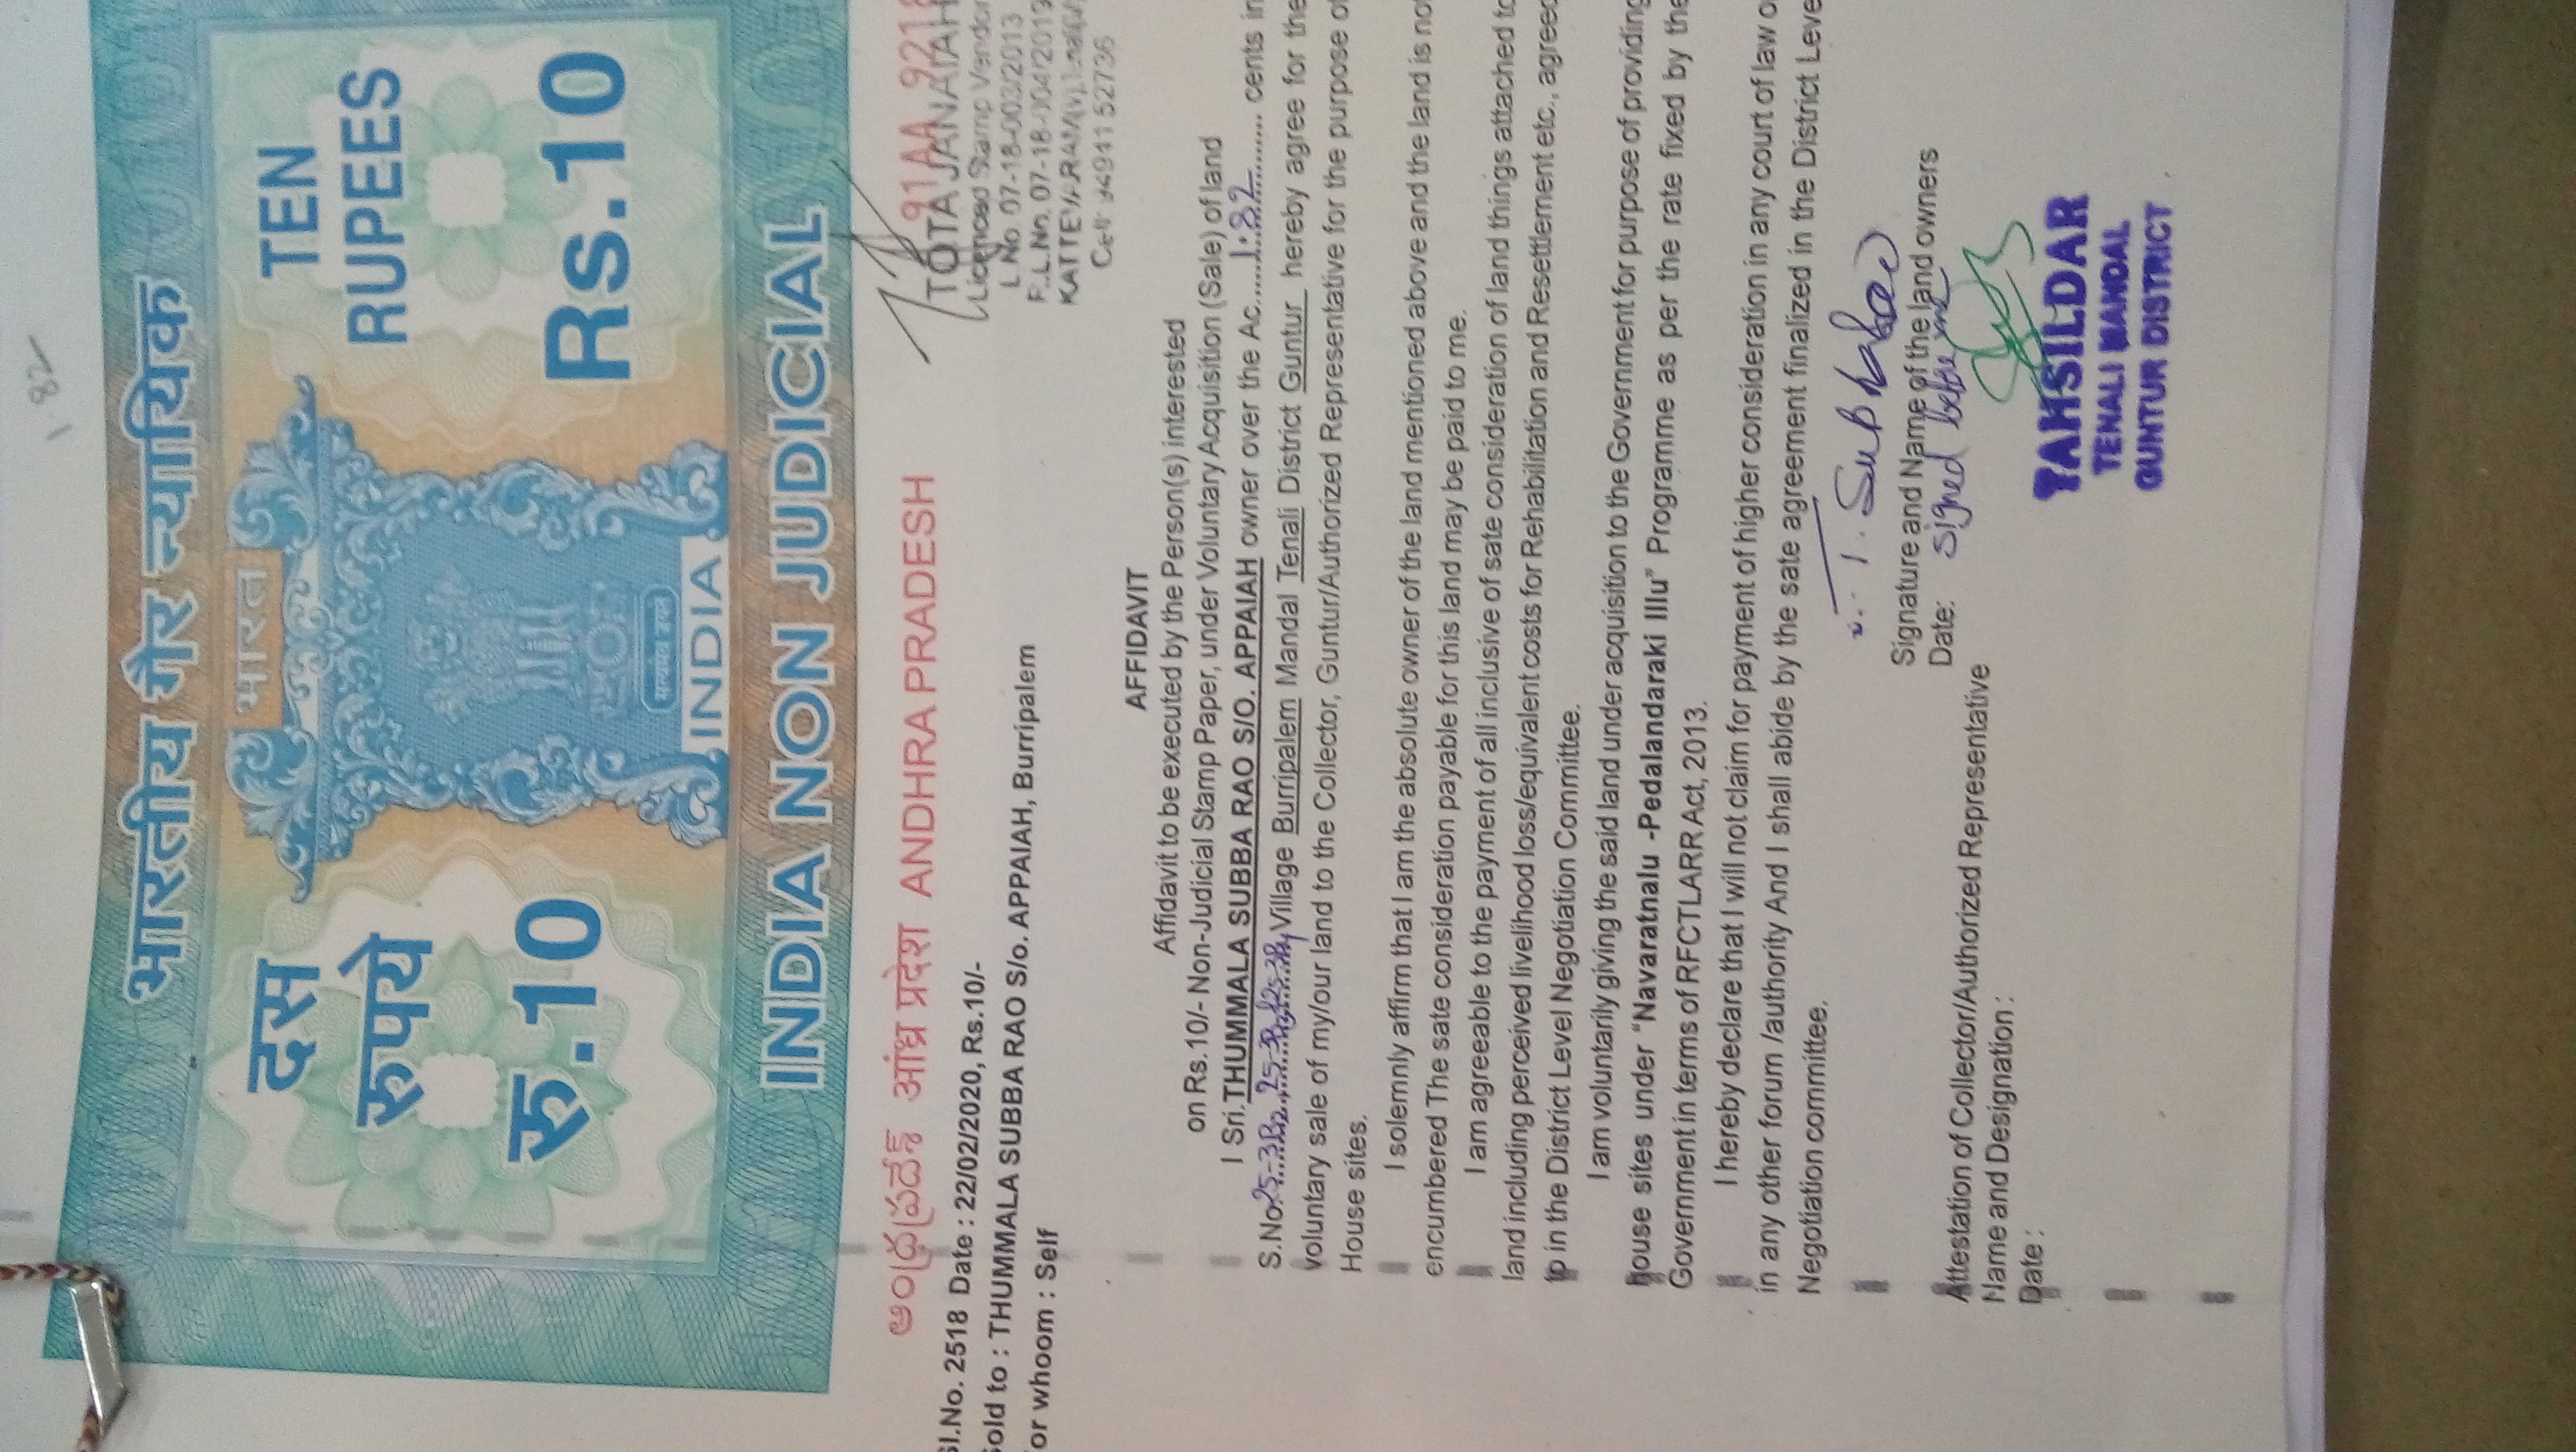 1 82
भारतीय गैर न्यायिक
दस
रुपये
रु.10
भारत
सत्यमेव जयते
INDIA
TEN
RUPEES
Rs.10
INDIA NON JUDICIAL
ఆంధ్రప్రదేశ్ आंध्र प्रदेश ANDHRA PRADESH
91AA 921
Sl.No. 2518 Date : 22/02/2020, Rs.10/-
Sold to : THUMMALA SUBBA RAO S/o. APPAIAH, Burripalem
For whoom : Self
TOTA JANAIAH
Licenced Stamp Vendor
L.No 07-18-003/2013
R.L.No. 07-18-004/2019
KATTEVARAM(V),
Cell: 9491152736
AFFIDAVIT
Affidavit to be executed by the Person(s) interested
on Rs.10/- Non-Judicial Stamp Paper, under Voluntary Acquisition (Sale) of land
I Sri. THUMMALA SUBBA RAO S/O. APPAIAH owner over the Ac. 1.82 cents in
S.No. 25-3B2, Village Burripalem Mandal Tenali District Guntur hereby agree for the
voluntary sale of my/our land to the Collector, Guntur/Authorized Representative for the purpose of
House sites.
I solemnly affirm that I am the absolute owner of the land mentioned above and the land is not
encumbered The sate consideration payable for this land may be paid to me.
I am agreeable to the payment of all inclusive of sate consideration of land things attached to
land including perceived livelihood loss/equivalent costs for Rehabilitation and Resettlement etc., agreed
tp in the District Level Negotiation Committee.
I am voluntarily giving the said land under acquisition to the Government for purpose of providing
house sites under "Navaratnalu -Pedalandaraki Illu" Programme as per the rate fixed by the
Government in terms of RFCTLARR Act, 2013.
I hereby declare that I will not claim for payment of higher consideration in any court of law o
in any other forum /authority And I shall abide by the sate agreement finalized in the District Leve
Negotiation committee.
T. SubbaRao
Signature and Name of the land owners
Date:
Signed before me
Attestation of Collector/Authorized Representative
Name and Designation :
Date :
TAHSILDAR
TENALI MANDAL
GUNTUR DISTRICT